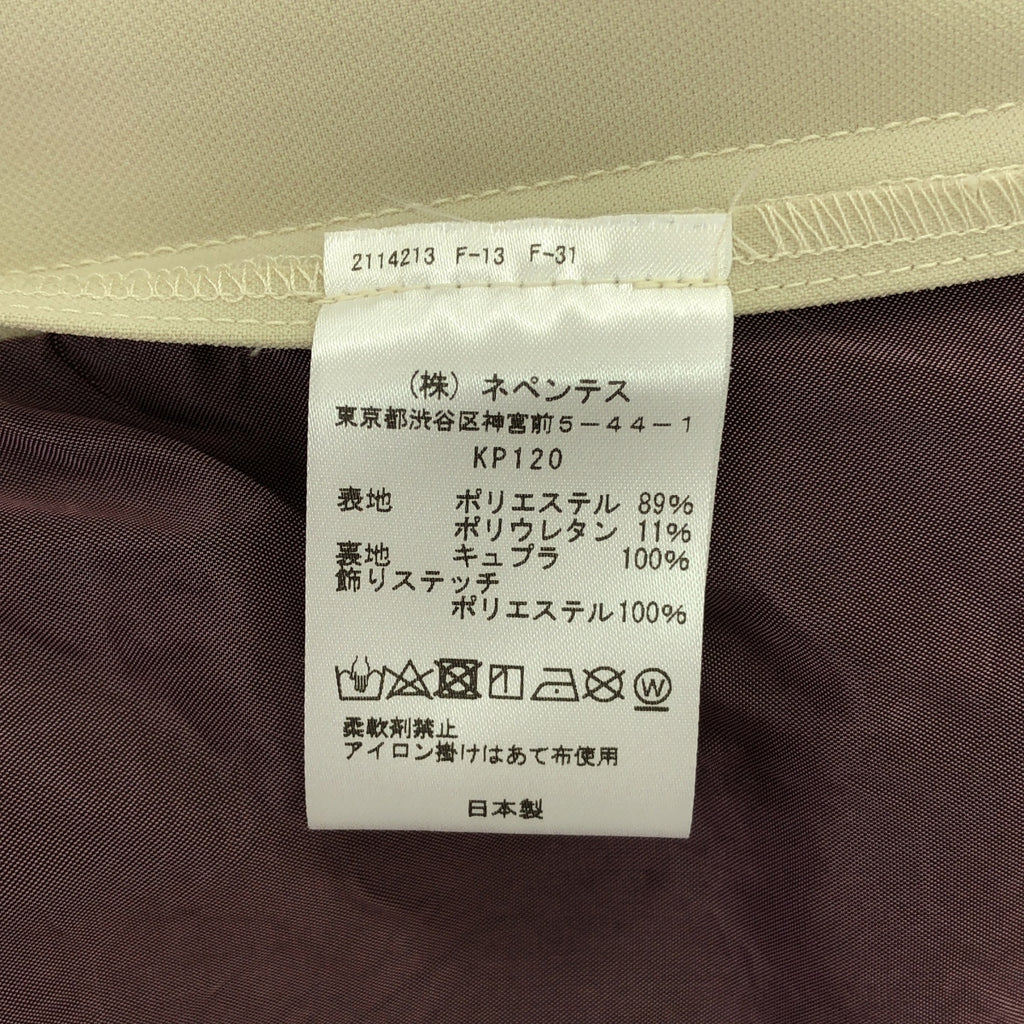 2114213 F-13 F-31
(株) ネペンテス
東京都渋谷区神宮前5-44-1
KP120
表地 ポリエステル 89%
ポリウレタン 11%
裏地 キュプラ 100%
飾りステッチ
ポリエステル100%
W
柔軟剤禁止
アイロン掛けはあて布使用
日本製